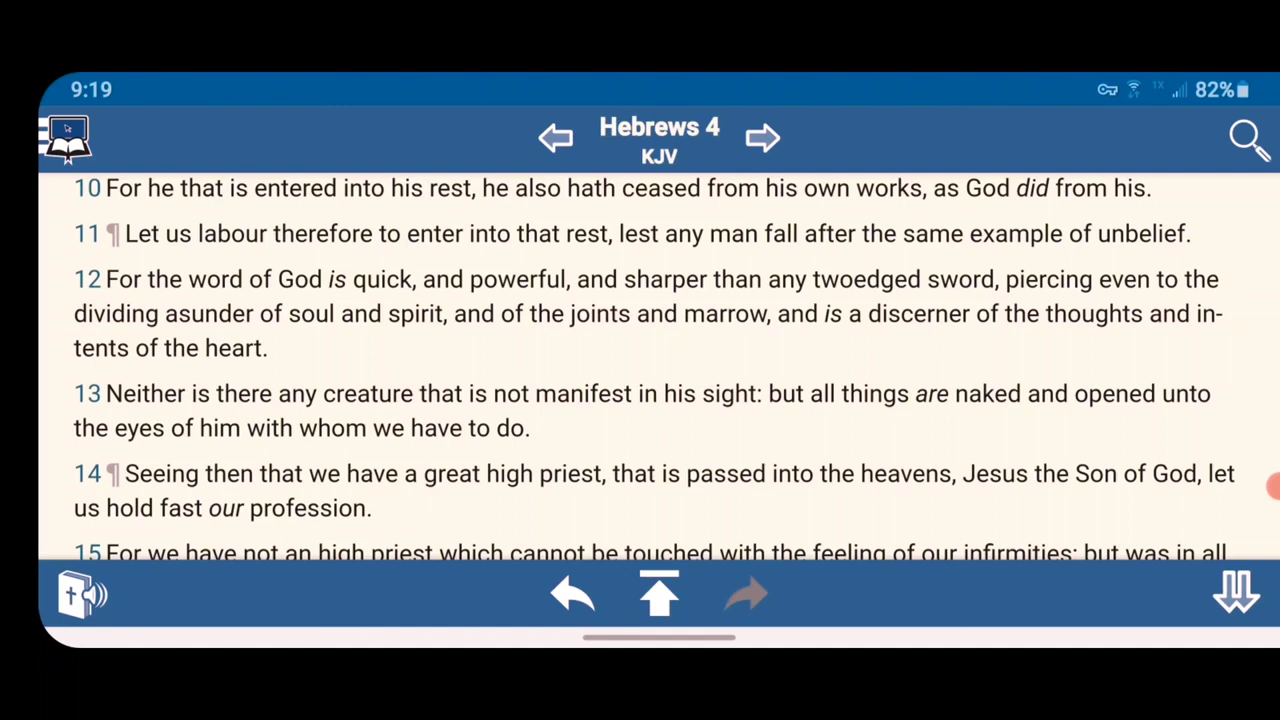 9:19
1X
82%
Hebrews 4
KJV
10 For he that is entered into his rest, he also hath ceased from his own works, as God did from his.
11 ¶ Let us labour therefore to enter into that rest, lest any man fall after the same example of unbelief.
12 For the word of God is quick, and powerful, and sharper than any twoedged sword, piercing even to the
dividing asunder of soul and spirit, and of the joints and marrow, and is a discerner of the thoughts and in-
tents of the heart.
13 Neither is there any creature that is not manifest in his sight: but all things are naked and opened unto
the eyes of him with whom we have to do.
14 ¶ Seeing then that we have a great high priest, that is passed into the heavens, Jesus the Son of God, let
us hold fast our profession.
15 For we have not an high priest which cannot be touched with the feeling of our infirmities; but was in all